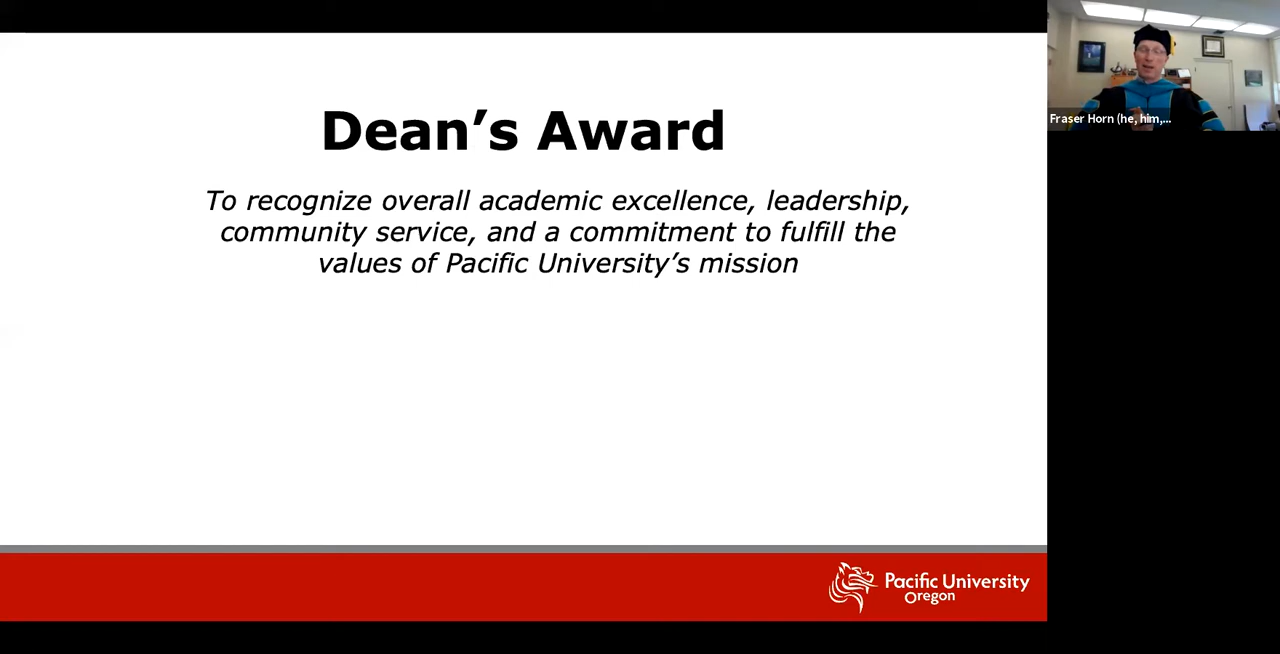 Dean’s Award
To recognize overall academic excellence, leadership,
community service, and a commitment to fulfill the
values of Pacific University’s mission
Fraser Horn (he, him,...
Pacific University
Oregon